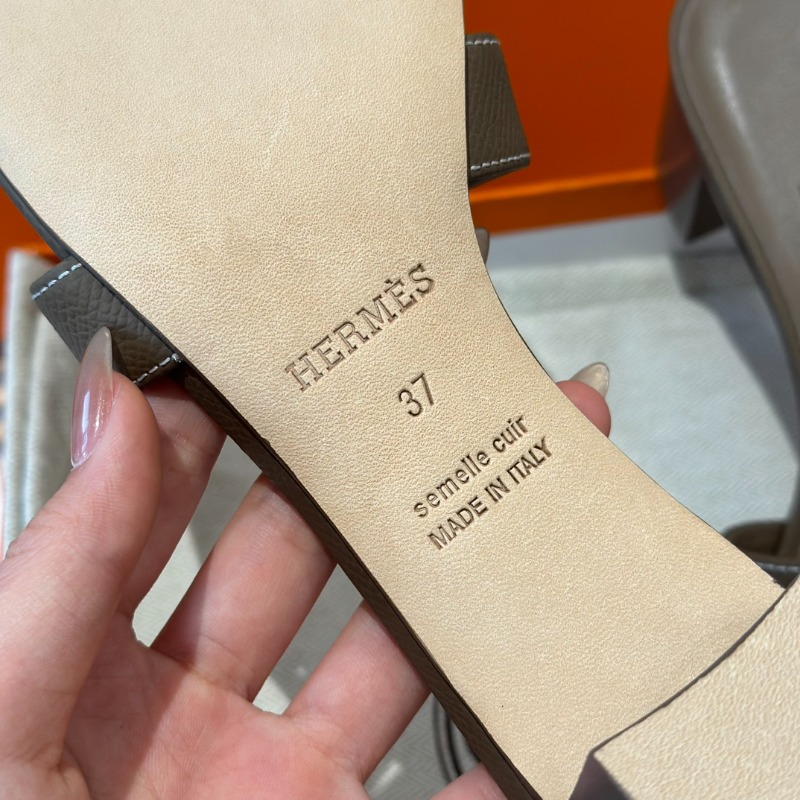 HERMÈS
37
semelle cuir
MADE IN ITALY